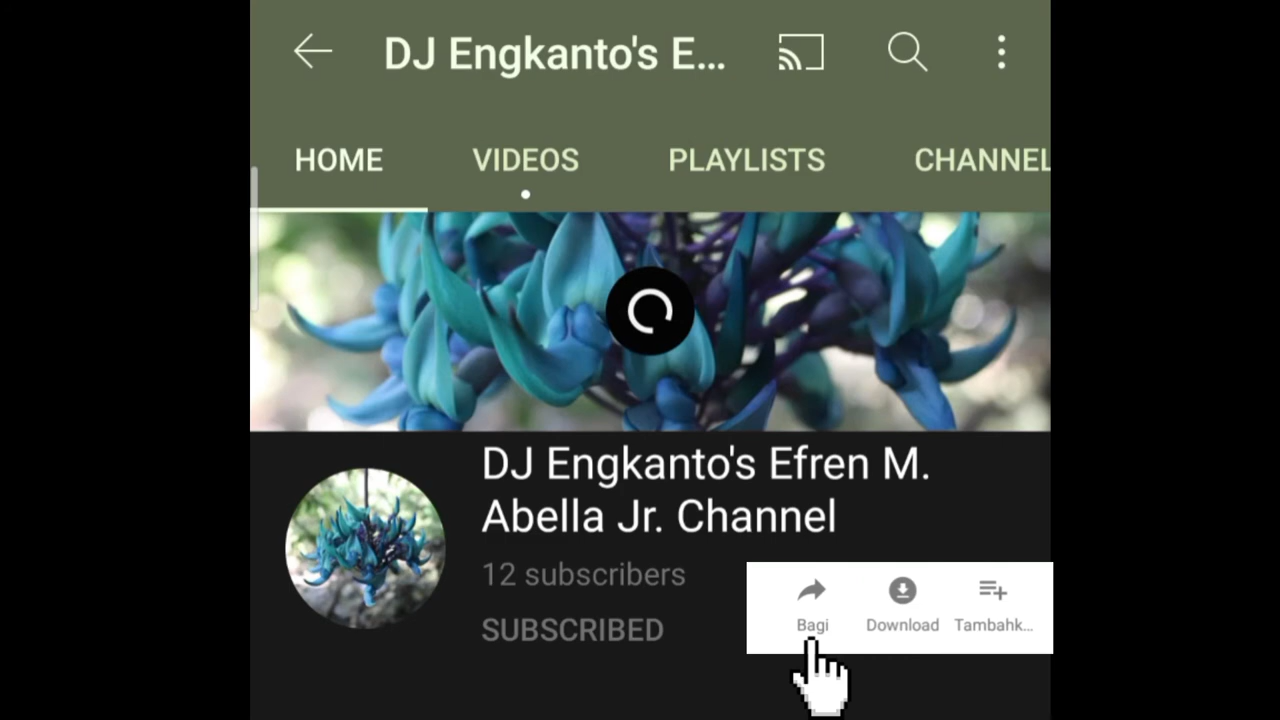 DJ Engkanto's E...
HOME VIDEOS PLAYLISTS CHANNEL
DJ Engkanto's Efren M.
Abella Jr. Channel
12 subscribers
SUBSCRIBED
Bagi Download Tambahk...